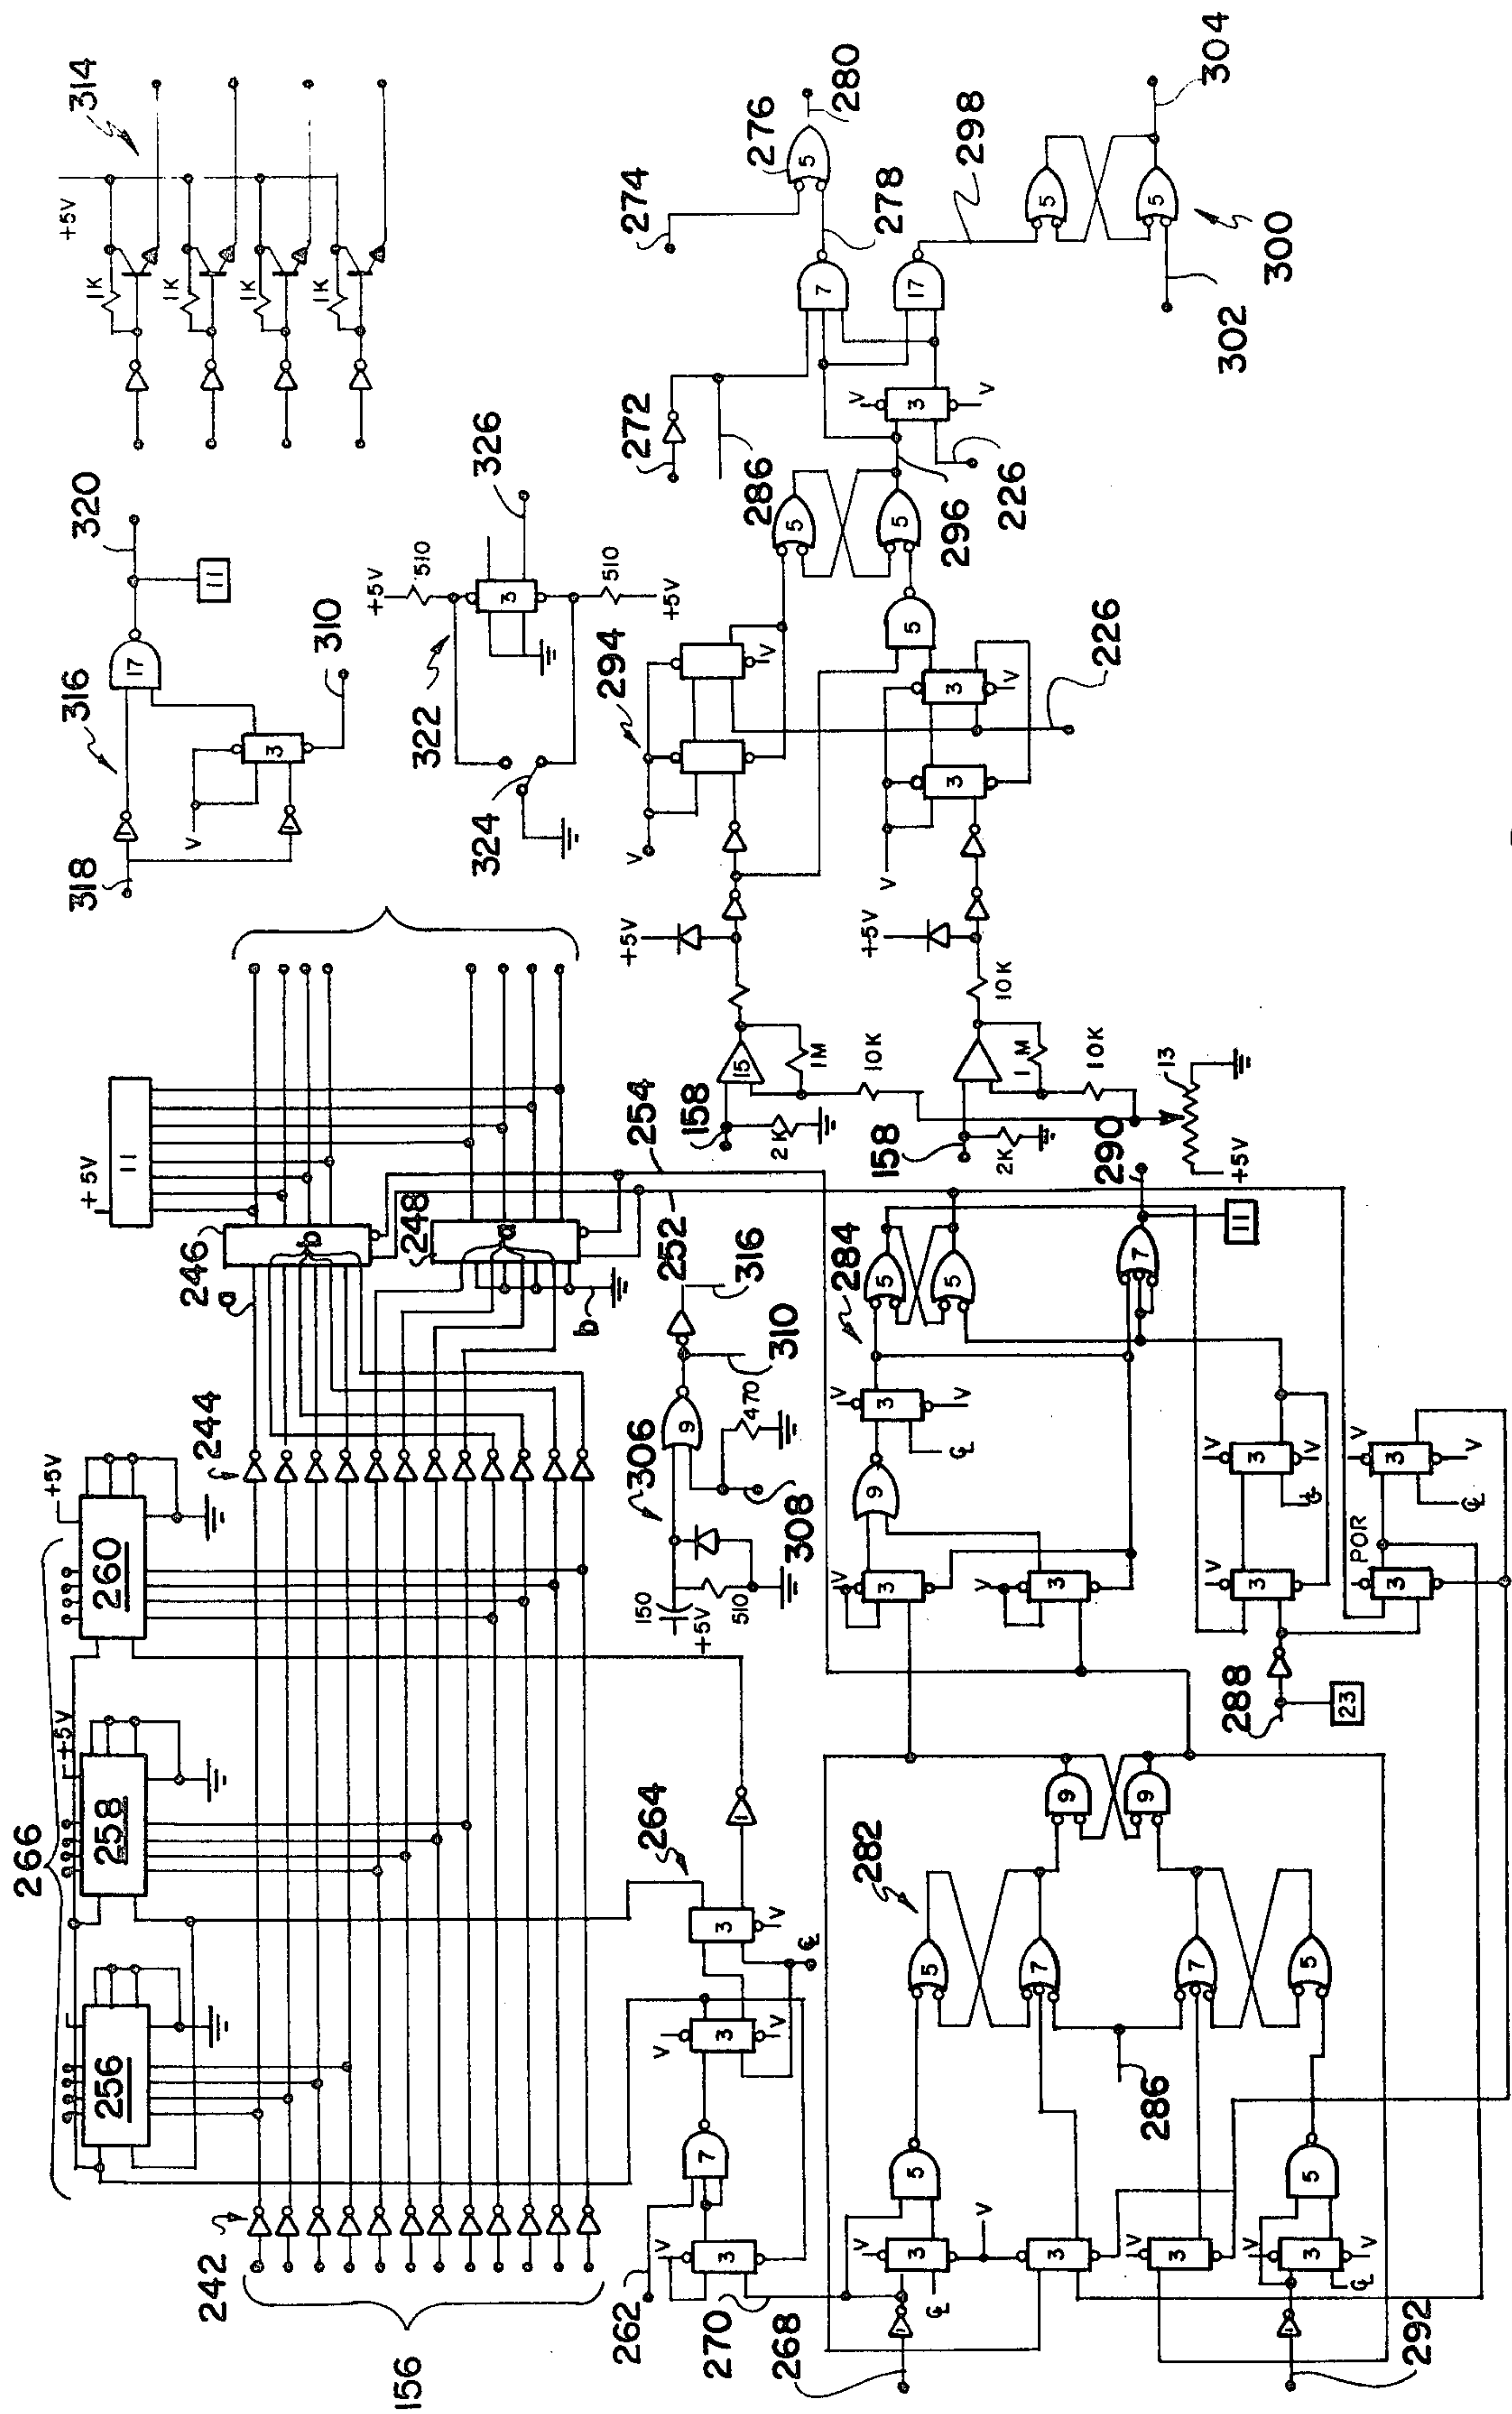 266
+5V
+5V
256
258
260
242
244
246
a
b
248
a
b
156
+5V
11
254
252
318
316
320
17
11
V
3
310
314
+5V
1K
1K
1K
1K
322
+5V
510
3
510
+5V
324
326
262
V
3
7
V
3
V
264
3
V
℄
1
270
268
306
150
+5V
510
9
470
308
310
316
158
2K
15
1M
10K
+5V
294
V
V
286
5
5
296
272
274
276
5
280
7
278
17
V
3
V
226
298
5
5
300
302
304
158
2K
1M
10K
10K
+5V
V
3
3
V
5
226
13
+5V
290
282
1
V
3
℄
5
V
5
7
3
286
7
5
V
3
V
3
V
℄
5
1
292
9
9
284
V
3
V
3
9
V
3
V
℄
5
5
7
11
288
23
V
3
V
3
V
℄
POR
3
V
3
V
℄